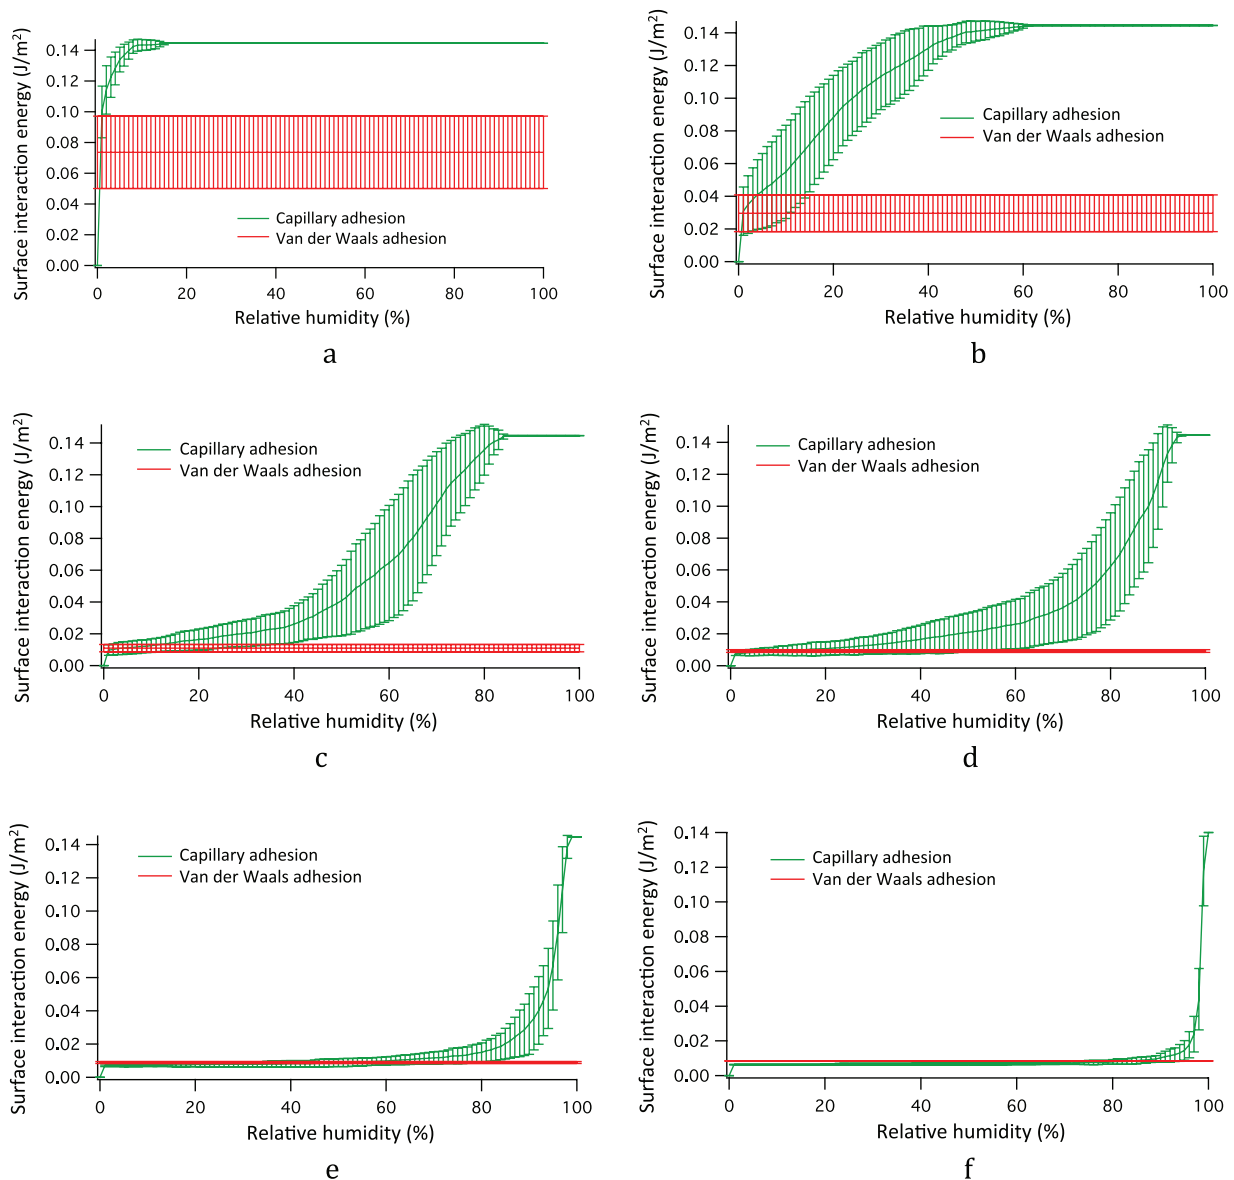 Surface interaction energy (J/m²)
0.14
0.12
0.10
0.08
0.06
0.04
0.02
0.00
Capillary adhesion
Van der Waals adhesion
0 20 40 60 80 100
Relative humidity (%)
a
Surface interaction energy (J/m²)
0.14
0.12
0.10
0.08
0.06
0.04
0.02
0.00
Capillary adhesion
Van der Waals adhesion
0 20 40 60 80 100
Relative humidity (%)
b
Surface interaction energy (J/m²)
0.14
0.12
0.10
0.08
0.06
0.04
0.02
0.00
Capillary adhesion
Van der Waals adhesion
0 20 40 60 80 100
Relative humidity (%)
c
Surface interaction energy (J/m²)
0.14
0.12
0.10
0.08
0.06
0.04
0.02
0.00
Capillary adhesion
Van der Waals adhesion
0 20 40 60 80 100
Relative humidity (%)
d
Surface interaction energy (J/m²)
0.14
0.12
0.10
0.08
0.06
0.04
0.02
0.00
Capillary adhesion
Van der Waals adhesion
0 20 40 60 80 100
Relative humidity (%)
e
Surface interaction energy (J/m²)
0.14
0.12
0.10
0.08
0.06
0.04
0.02
0.00
Capillary adhesion
Van der Waals adhesion
0 20 40 60 80 100
Relative humidity (%)
f